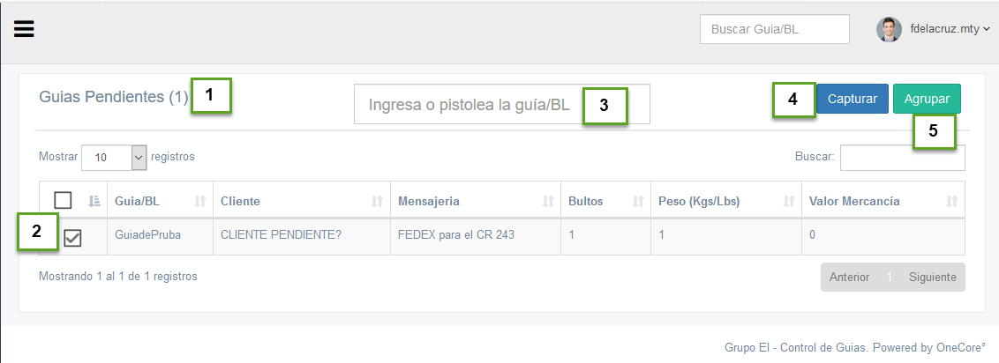 Buscar Guia/BL
fdelacruz.mty
Guias Pendientes (1)
1
Ingresa o pistolea la guía/BL
3
4
Capturar
Agrupar
5
Mostrar 10 registros
Buscar:
Guia/BL Cliente Mensajeria Bultos Peso (Kgs/Lbs) Valor Mercancía
2
GuiadePruba CLIENTE PENDIENTE? FEDEX para el CR 243 1 1 0
Mostrando 1 al 1 de 1 registros
Anterior 1 Siguiente
Grupo EI - Control de Guias. Powered by OneCore°